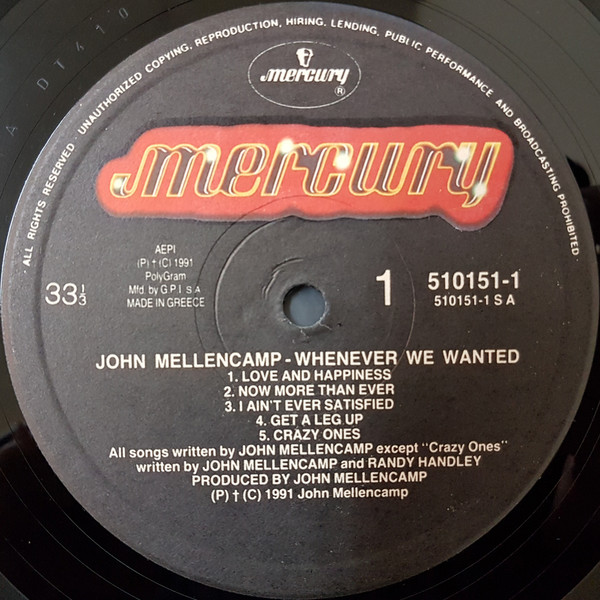 ALL RIGHTS RESERVED UNAUTHORIZED COPYING, REPRODUCTION, HIRING, LENDING, PUBLIC PERFORMANCE AND BROADCASTING PROHIBITED
mercury
®
mercury
AEPI
(P) † (C) 1991
PolyGram
Mfd. by G P I S A
MADE IN GREECE
33⅓
1
510151-1
510151-1 S A
JOHN MELLENCAMP - WHENEVER WE WANTED
1. LOVE AND HAPPINESS
2. NOW MORE THAN EVER
3. I AIN'T EVER SATISFIED
4. GET A LEG UP
5. CRAZY ONES
All songs written by JOHN MELLENCAMP except "Crazy Ones"
written by JOHN MELLENCAMP and RANDY HANDLEY
PRODUCED BY JOHN MELLENCAMP
(P) † (C) 1991 John Mellencamp
A DT410